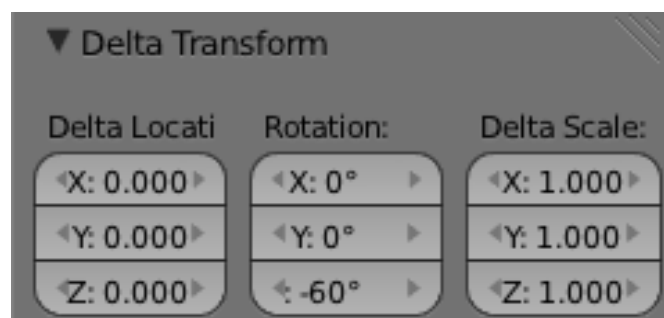 Delta Transform
Delta Locati Rotation: Delta Scale:
X: 0.000 X: 0° X: 1.000
Y: 0.000 Y: 0° Y: 1.000
Z: 0.000 : -60° Z: 1.000